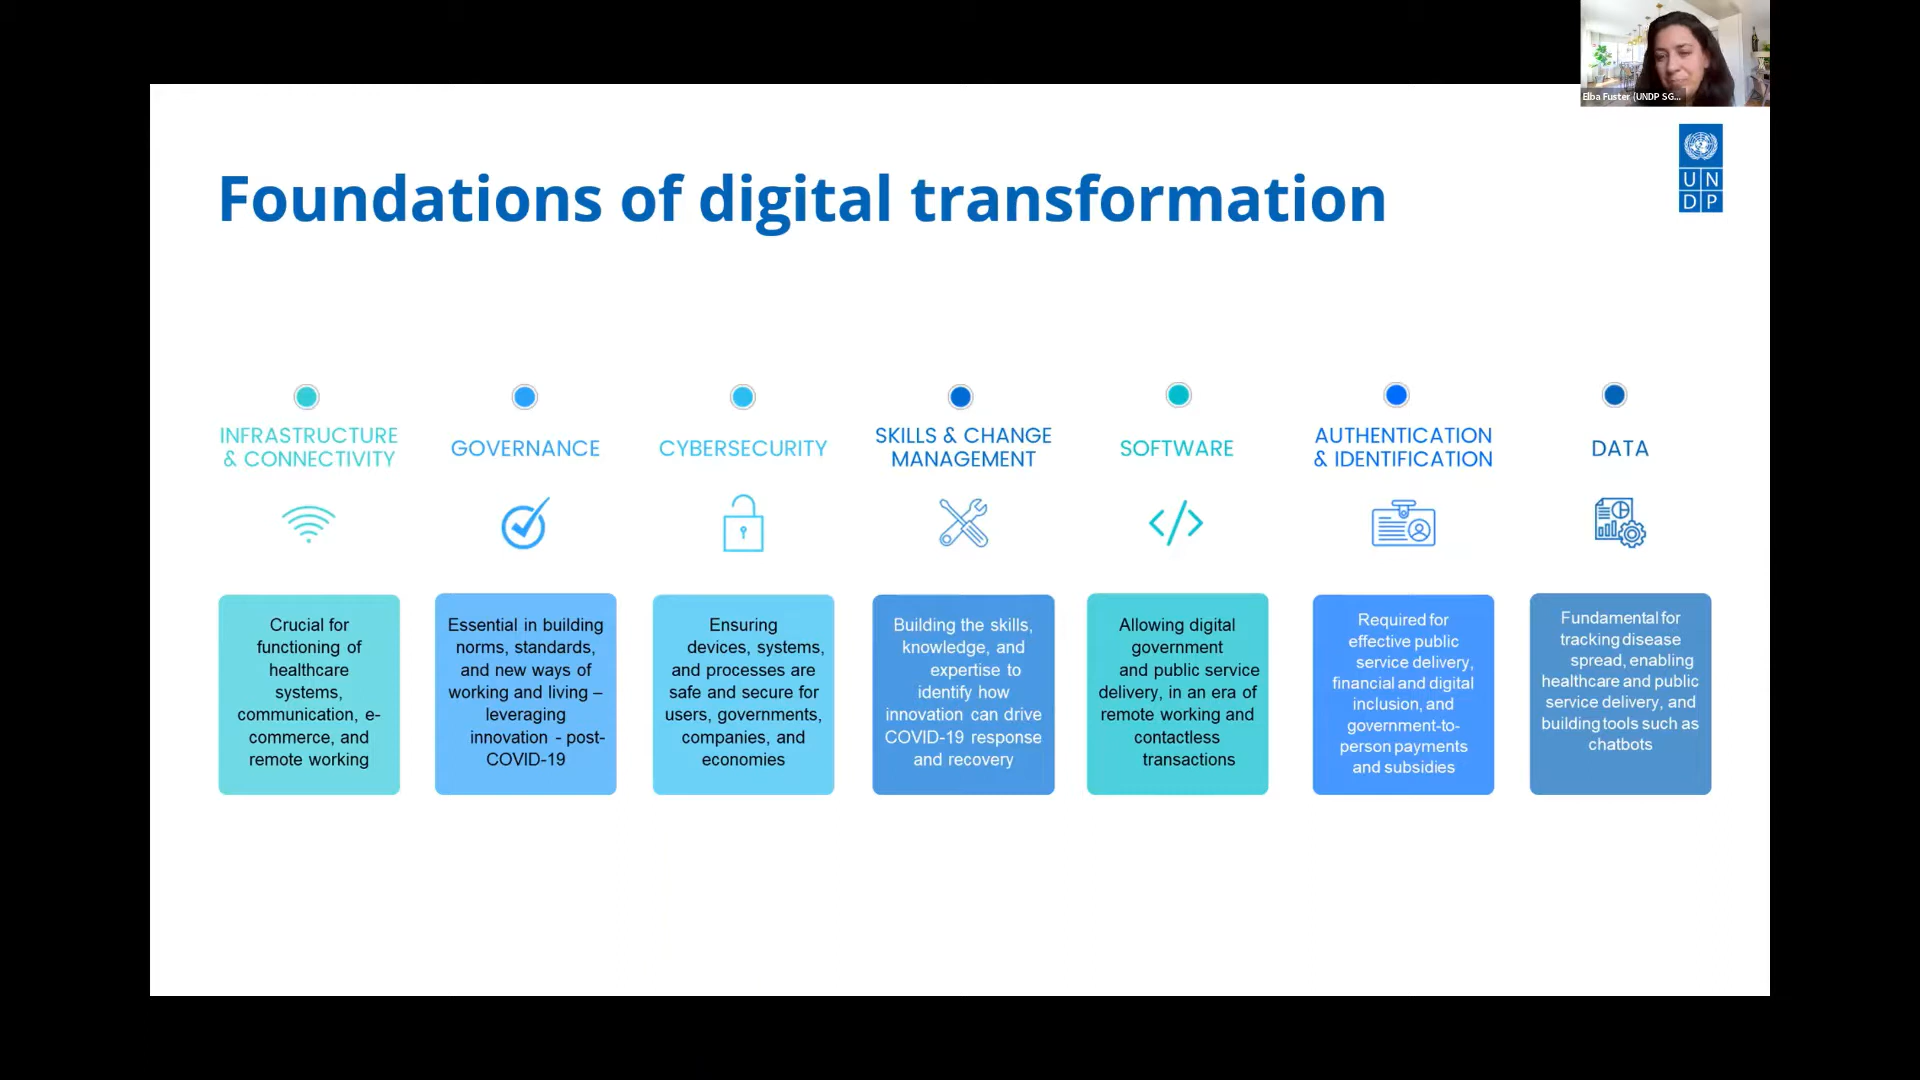 Elba Fuster (UNDP SG...
UN
DP
Foundations of digital transformation
INFRASTRUCTURE
& CONNECTIVITY
Crucial for
functioning of
healthcare
systems,
communication, e-
commerce, and
remote working
GOVERNANCE
Essential in building
norms, standards,
and new ways of
working and living –
leveraging
innovation - post-
COVID-19
CYBERSECURITY
Ensuring
devices, systems,
and processes are
safe and secure for
users, governments,
companies, and
economies
SKILLS & CHANGE
MANAGEMENT
Building the skills,
knowledge, and
expertise to
identify how
innovation can drive
COVID-19 response
and recovery
SOFTWARE
</>
Allowing digital
government
and public service
delivery, in an era of
remote working and
contactless
transactions
AUTHENTICATION
& IDENTIFICATION
Required for
effective public
service delivery,
financial and digital
inclusion, and
government-to-
person payments
and subsidies
DATA
Fundamental for
tracking disease
spread, enabling
healthcare and public
service delivery, and
building tools such as
chatbots